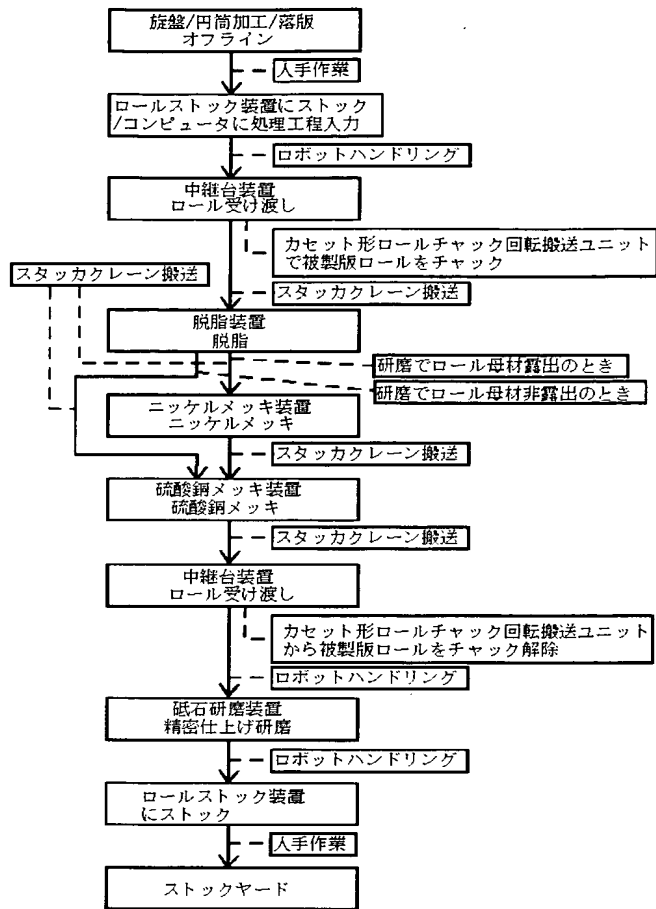 旋盤/円筒加工/落版
オフライン
人手作業
ロールストック装置にストック
/コンピュータに処理工程入力
ロボットハンドリング
中継台装置
ロール受け渡し
カセット形ロールチャック回転搬送ユニット
で被製版ロールをチャック
スタッカクレーン搬送
スタッカクレーン搬送
脱脂装置
脱脂
研磨でロール母材露出のとき
研磨でロール母材非露出のとき
ニッケルメッキ装置
ニッケルメッキ
スタッカクレーン搬送
硫酸銅メッキ装置
硫酸銅メッキ
スタッカクレーン搬送
中継台装置
ロール受け渡し
カセット形ロールチャック回転搬送ユニット
から被製版ロールをチャック解除
ロボットハンドリング
砥石研磨装置
精密仕上げ研磨
ロボットハンドリング
ロールストック装置
にストック
人手作業
ストックヤード